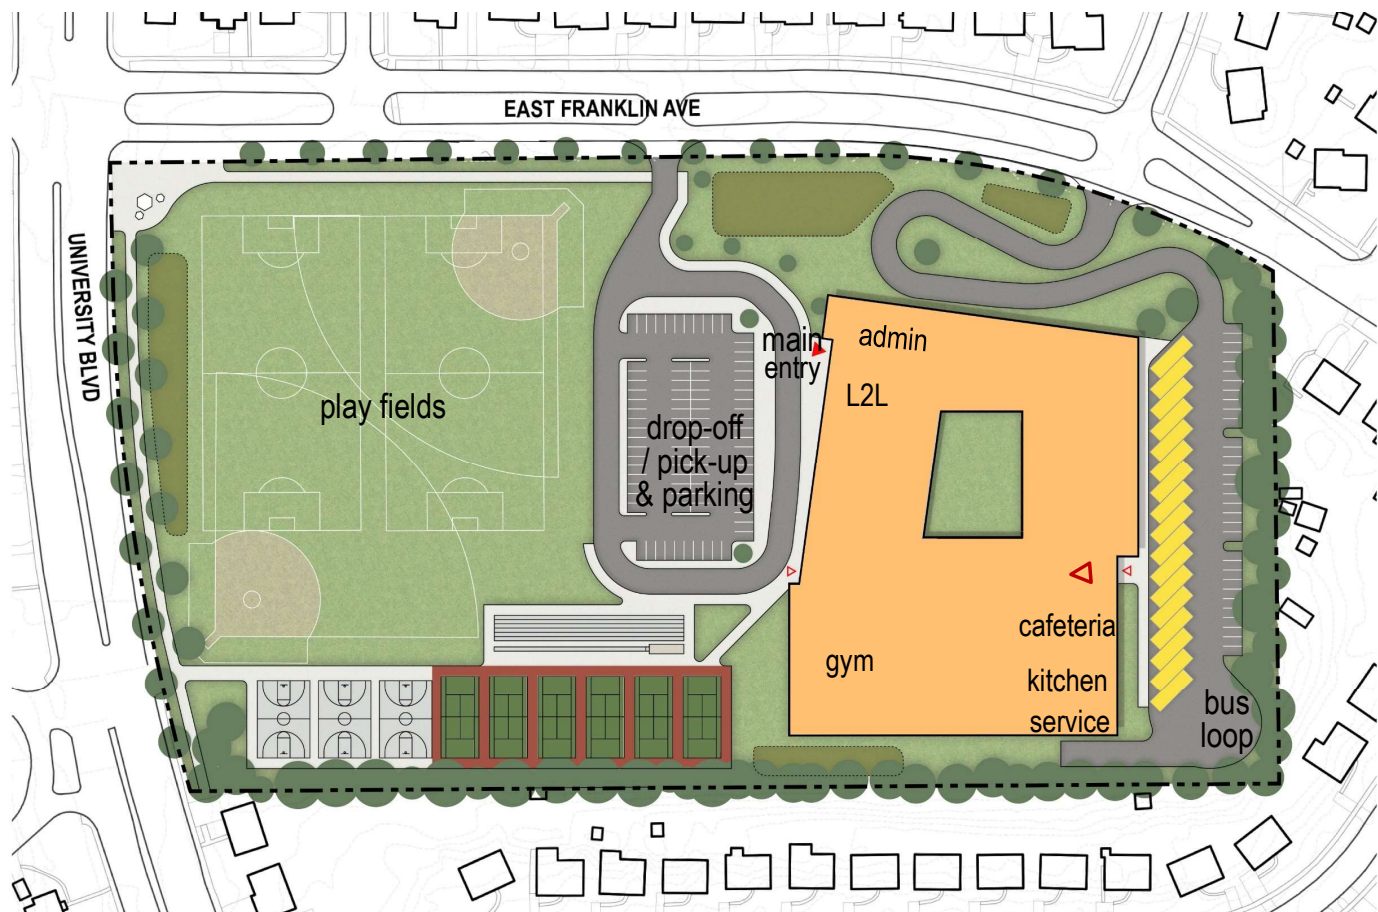 EAST FRANKLIN AVE
UNIVERSITY BLVD
main
entry
admin
L2L
play fields
drop-off
/ pick-up
& parking
cafeteria
gym
kitchen
service
bus
loop